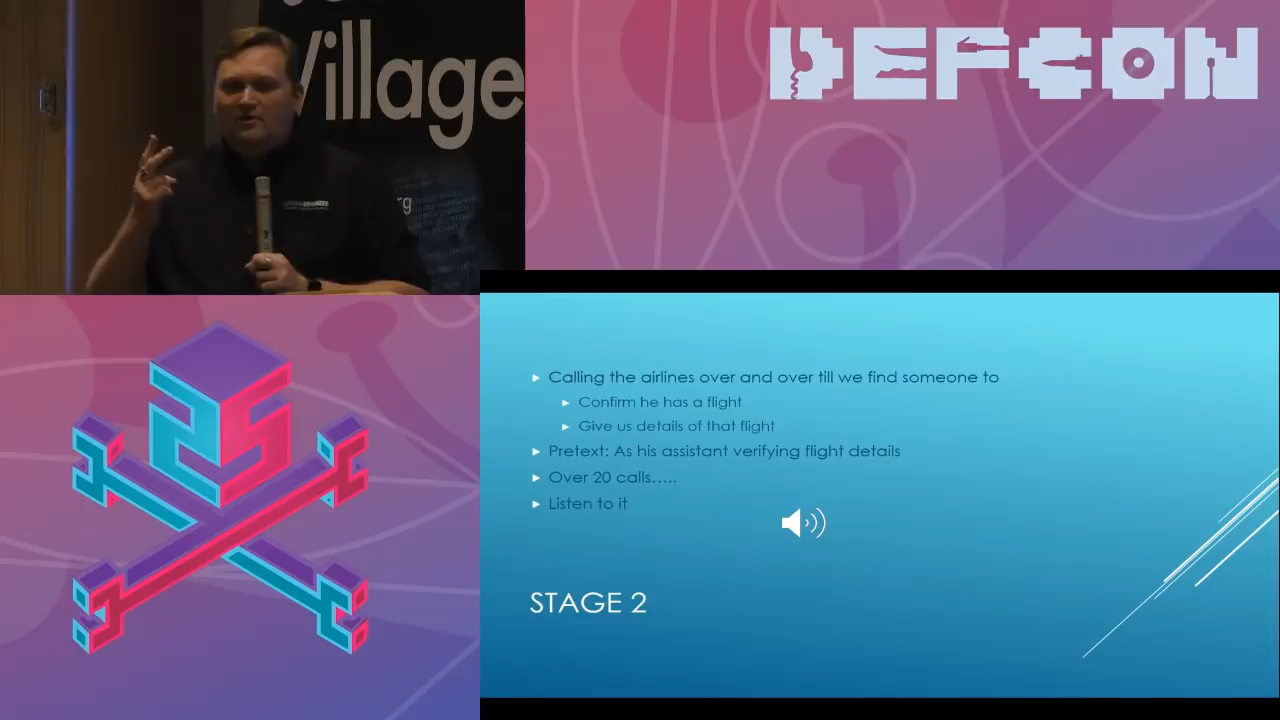 Village
DEFCON
rg
Calling the airlines over and over till we find someone to
Confirm he has a flight
Give us details of that flight
Pretext: As his assistant verifying flight details
Over 20 calls…..
Listen to it
STAGE 2